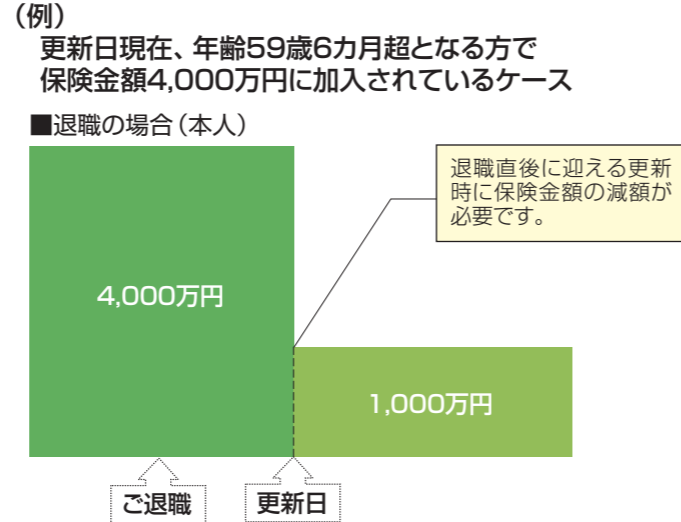 （例）
更新日現在、年齢59歳6カ月超となる方で
保険金額4,000万円に加入されているケース
■退職の場合（本人）
退職直後に迎える更新
時に保険金額の減額が
必要です。
4,000万円
1,000万円
ご退職
更新日